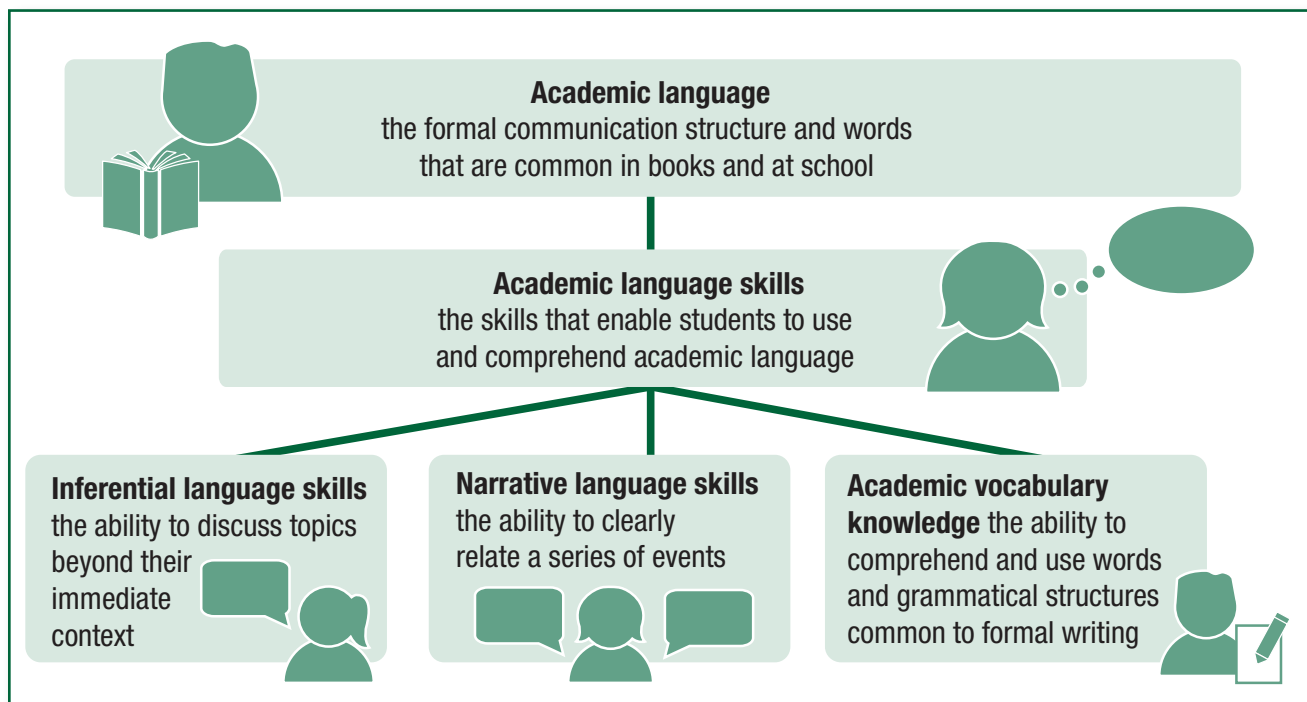 Academic language
the formal communication structure and words
that are common in books and at school
Academic language skills
the skills that enable students to use
and comprehend academic language
Inferential language skills
the ability to discuss topics
beyond their
immediate
context
Narrative language skills
the ability to clearly
relate a series of events
Academic vocabulary
knowledge the ability to
comprehend and use words
and grammatical structures
common to formal writing